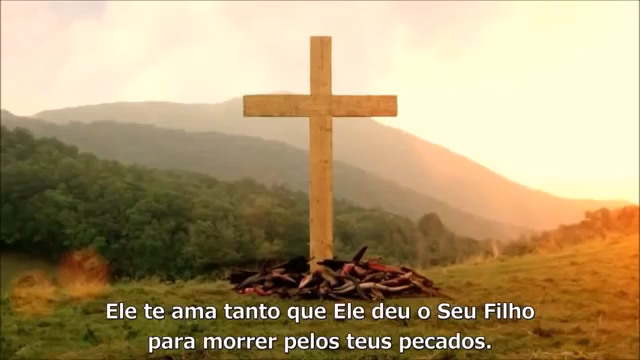 Ele te ama tanto que Ele deu o Seu Filho
para morrer pelos teus pecados.